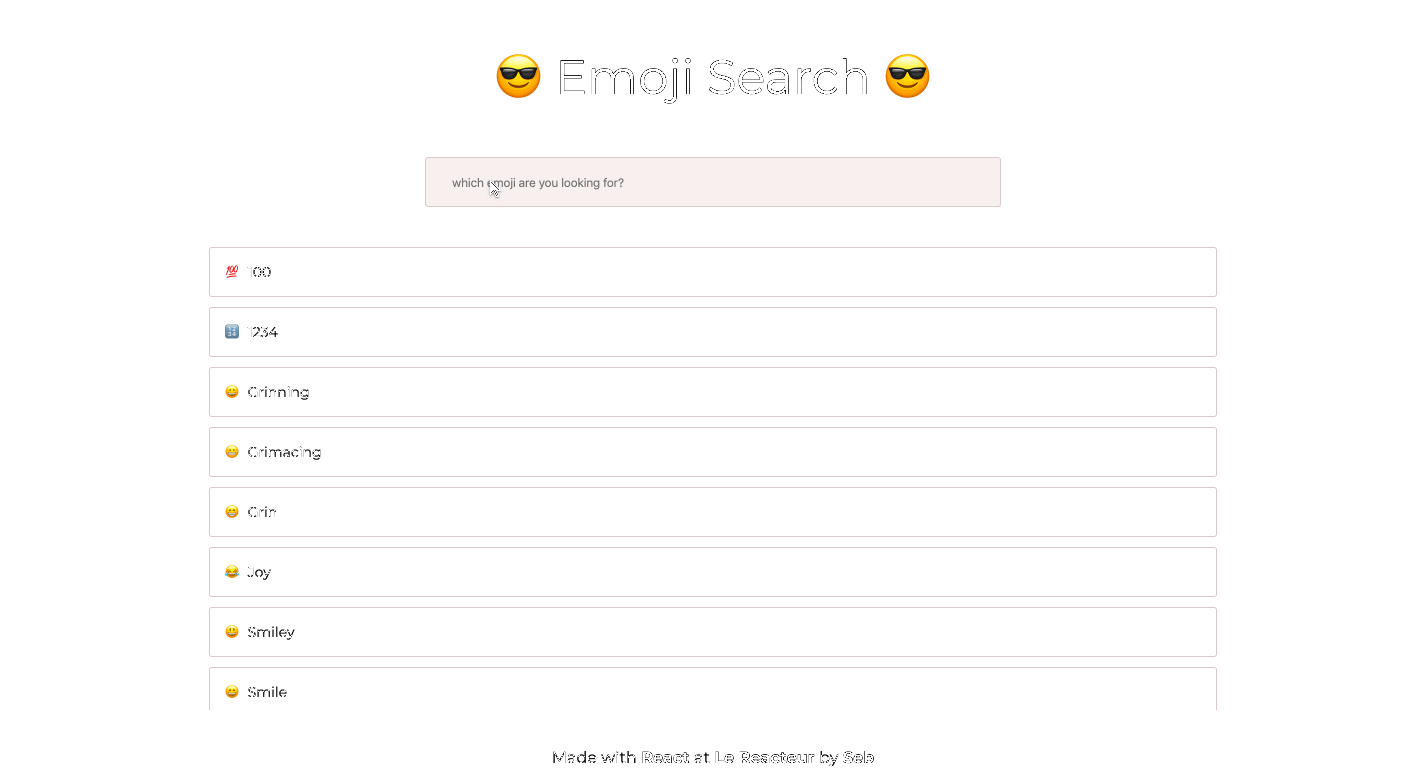 😎 Emoji Search 😎
which emoji are you looking for?
💯 100
🔢 1234
😀 Grinning
😬 Grimacing
😁 Grin
😂 Joy
😃 Smiley
😄 Smile
Made with React at Le Reacteur by Seb